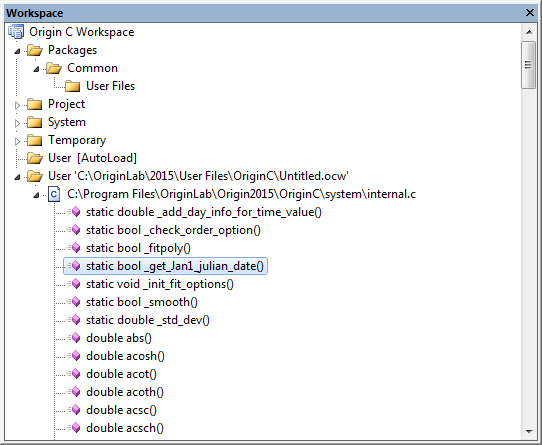 Workspace
Origin C Workspace
Packages
Common
User Files
Project
System
Temporary
User [AutoLoad]
User 'C:\OriginLab\2015\User Files\OriginC\Untitled.ocw'
C:\Program Files\OriginLab\Origin2015\OriginC\system\internal.c
static double _add_day_info_for_time_value()
static bool _check_order_option()
static bool _fitpoly()
static bool _get_Jan1_julian_date()
static void _init_fit_options()
static bool _smooth()
static double _std_dev()
double abs()
double acosh()
double acot()
double acoth()
double acsc()
double acsch()